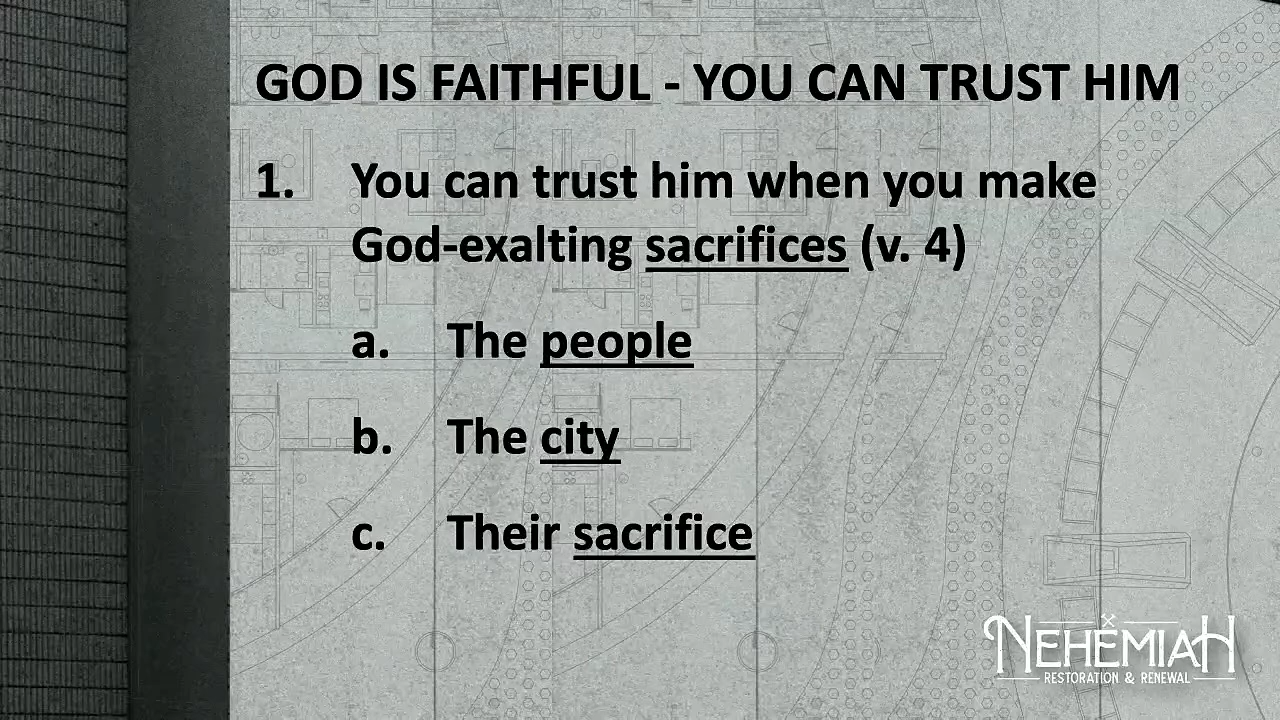 GOD IS FAITHFUL - YOU CAN TRUST HIM
1. You can trust him when you make
God-exalting sacrifices (v. 4)
a. The people
b. The city
c. Their sacrifice
NEHEMIAH
RESTORATION & RENEWAL